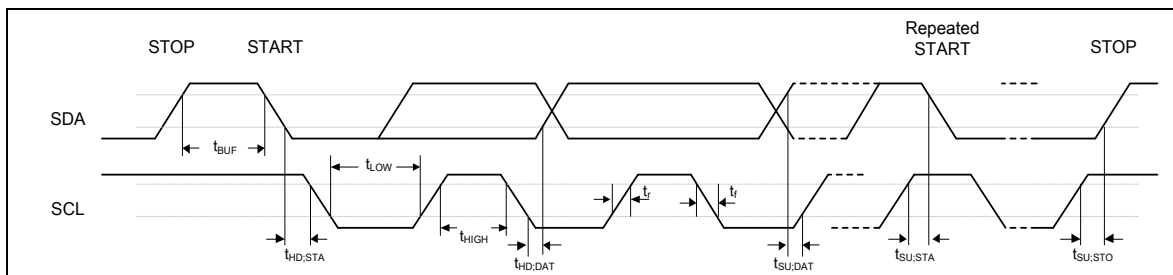 STOP
START
Repeated
START
STOP
SDA
tBUF
tLOW
SCL
tr
tf
tHIGH
tHD;STA
tHD;DAT
tSU;DAT
tSU;STA
tSU;STO